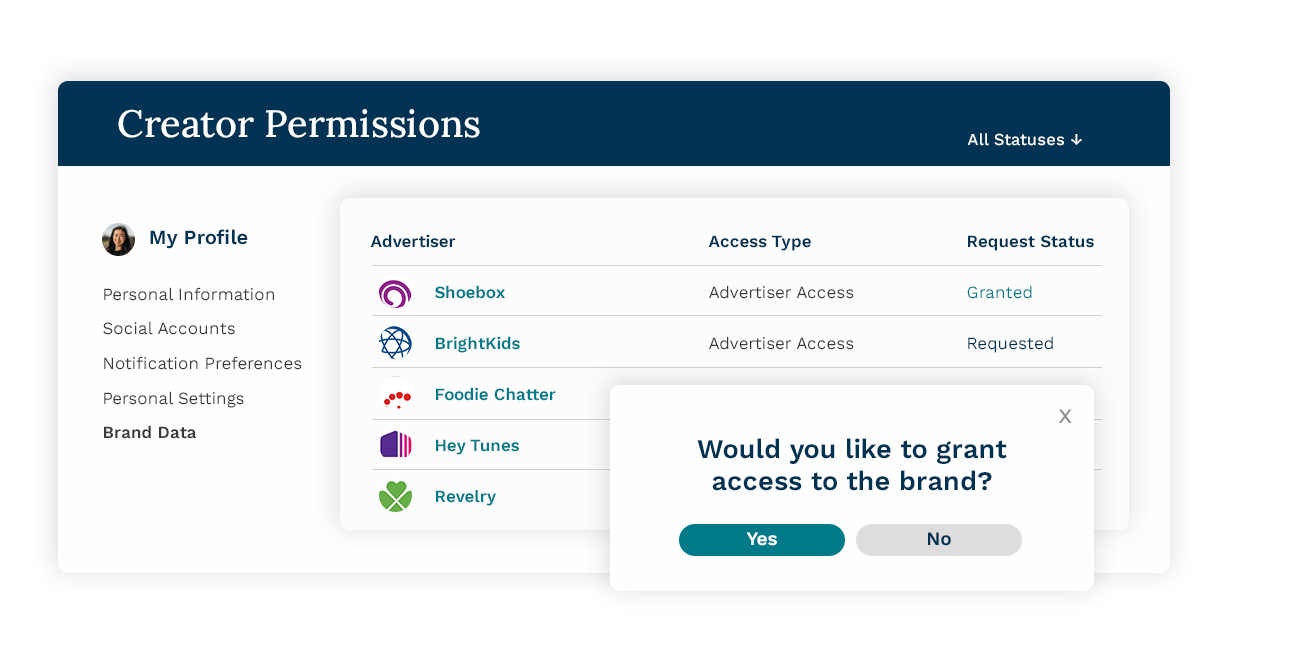 Creator Permissions
All Statuses ↓
My Profile
Personal Information
Social Accounts
Notification Preferences
Personal Settings
Brand Data
Advertiser Access Type Request Status
Shoebox Advertiser Access Granted
BrightKids Advertiser Access Requested
Foodie Chatter
Hey Tunes
Revelry
X
Would you like to grant
access to the brand?
Yes No